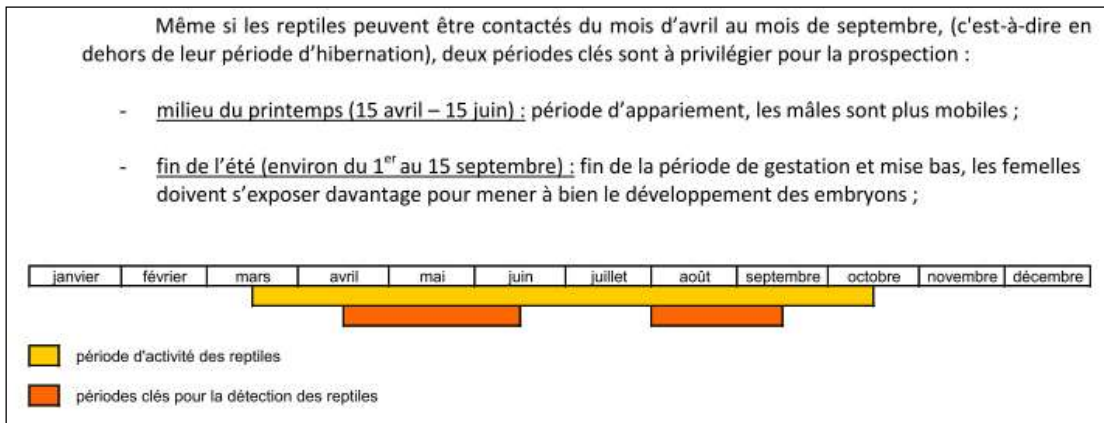 Même si les reptiles peuvent être contactés du mois d’avril au mois de septembre, (c'est-à-dire en
dehors de leur période d’hibernation), deux périodes clés sont à privilégier pour la prospection :
- milieu du printemps (15 avril – 15 juin) : période d’appariement, les mâles sont plus mobiles ;
- fin de l’été (environ du 1er au 15 septembre) : fin de la période de gestation et mise bas, les femelles
doivent s’exposer davantage pour mener à bien le développement des embryons ;
janvier février mars avril mai juin juillet août septembre octobre novembre décembre
période d'activité des reptiles
périodes clés pour la détection des reptiles